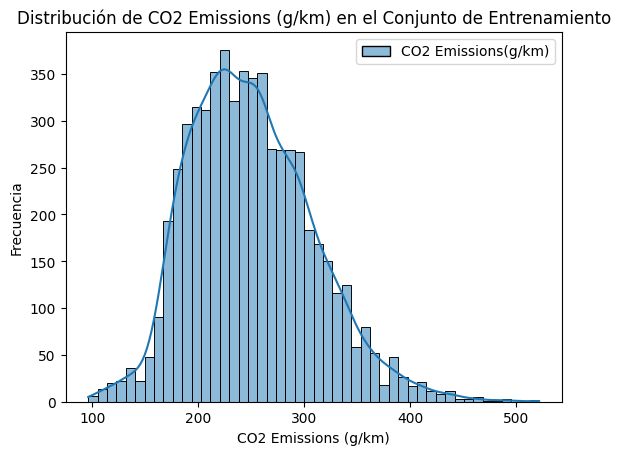 Distribución de CO2 Emissions (g/km) en el Conjunto de Entrenamiento
CO2 Emissions(g/km)
350
300
250
200
150
100
50
0
Frecuencia
100 200 300 400 500
CO2 Emissions (g/km)